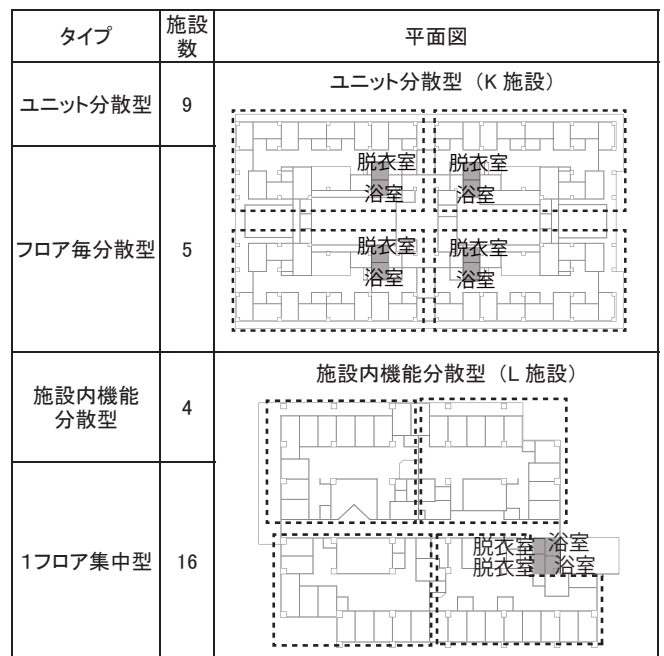 タイプ
施設
数
平面図
ユニット分散型
9
ユニット分散型（K 施設）
脱衣室
脱衣室
浴室
浴室
フロア毎分散型
5
脱衣室
脱衣室
浴室
浴室
施設内機能
分散型
4
施設内機能分散型（L 施設）
1フロア集中型
16
脱衣室 浴室
脱衣室 浴室